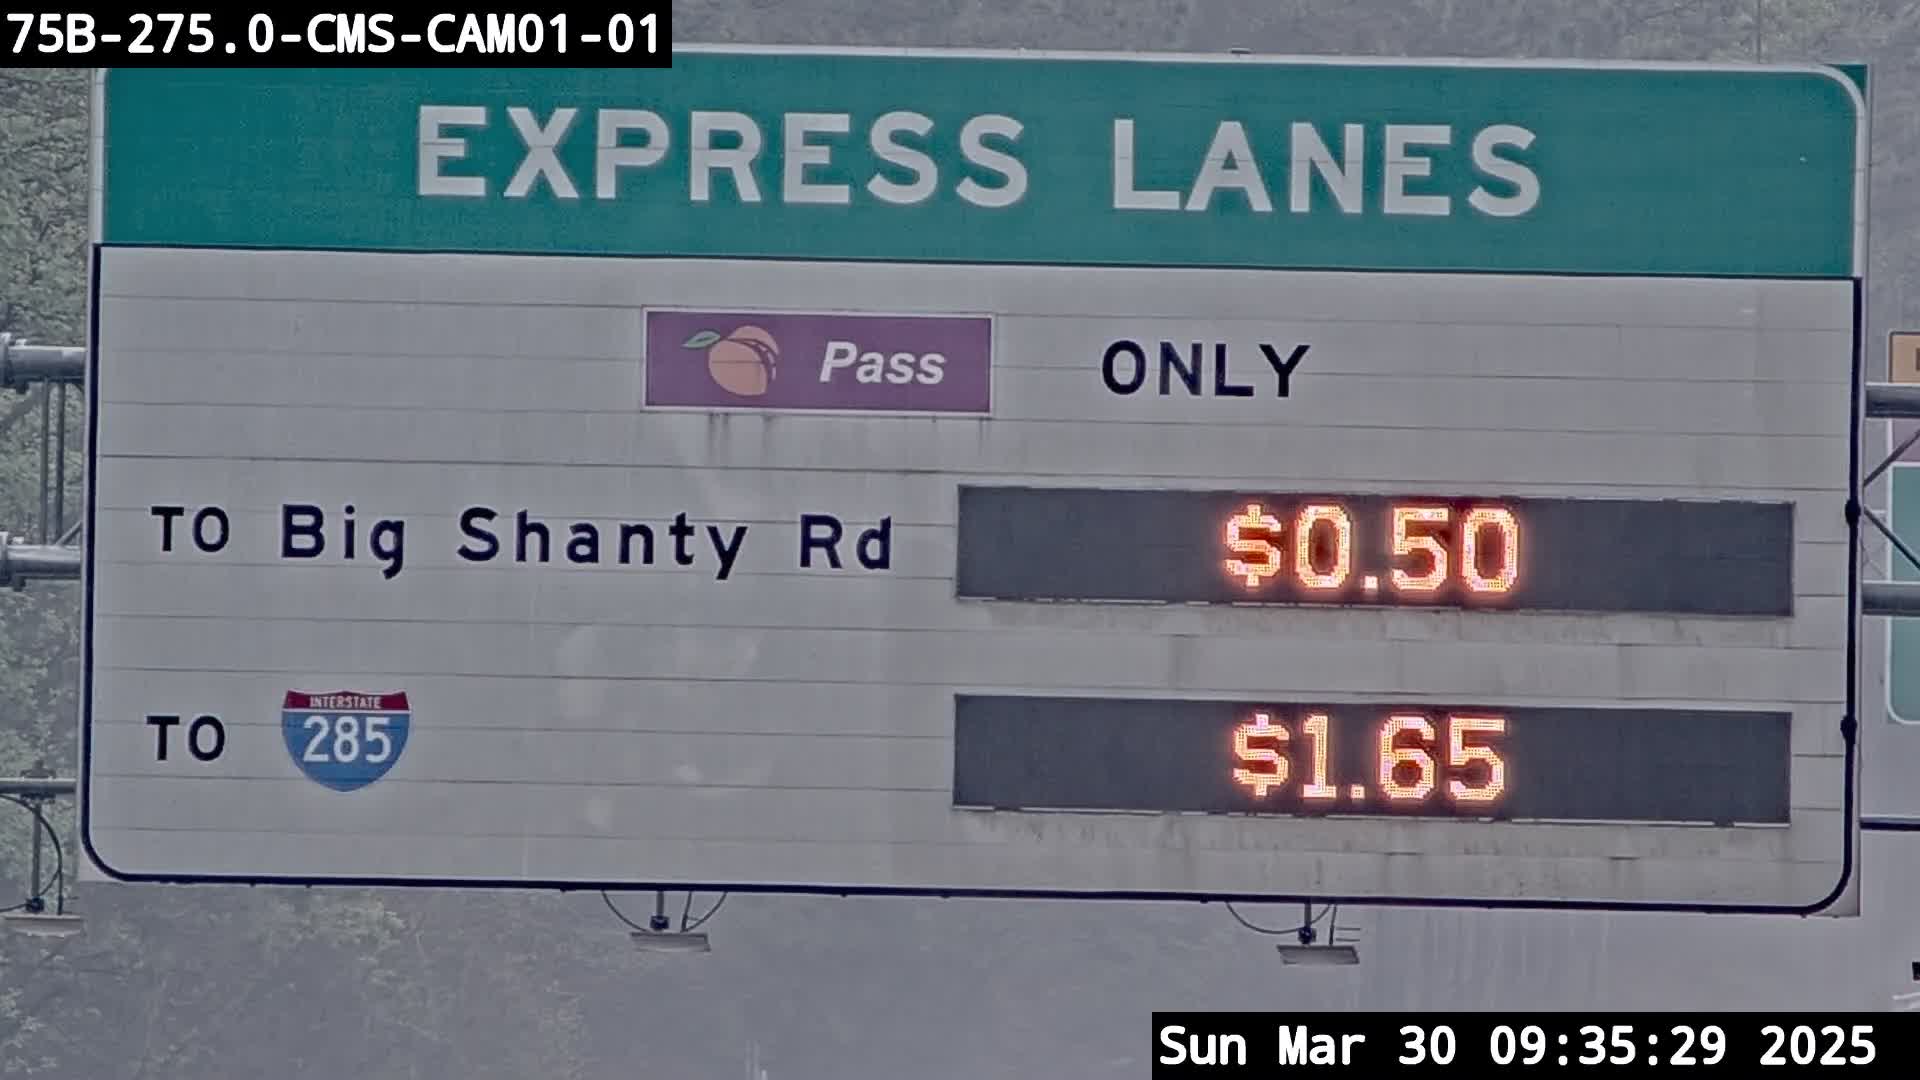 75B-275.0-CMS-CAM01-01
EXPRESS LANES
Pass ONLY
TO Big Shanty Rd $0.50
TO INTERSTATE 285 $1.65
Sun Mar 30 09:35:29 2025